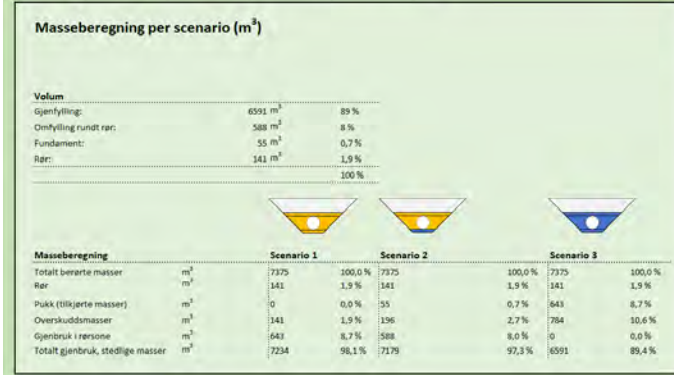 Masseberegning per scenario (m³)
Volum
Gjenfylling: 6591 m³ 89 %
Omfylling rundt rør: 588 m³ 8 %
Fundament: 55 m³ 0,7 %
Rør: 141 m³ 1,9 %
100 %
Masseberegning Scenario 1 Scenario 2 Scenario 3
Totalt berørte masser m³ 7375 100,0 % 7375 100,0 % 7375 100,0 %
Rør m³ 141 1,9 % 141 1,9 % 141 1,9 %
Pukk (tilkjørte masser) m³ 0 0,0 % 55 0,7 % 643 8,7 %
Overskuddsmasser m³ 141 1,9 % 196 2,7 % 784 10,6 %
Gjenbruk i rørsone m³ 643 8,7 % 588 8,0 % 0 0,0 %
Totalt gjenbruk, stedlige masser m³ 7234 98,1 % 7179 97,3 % 6591 89,4 %